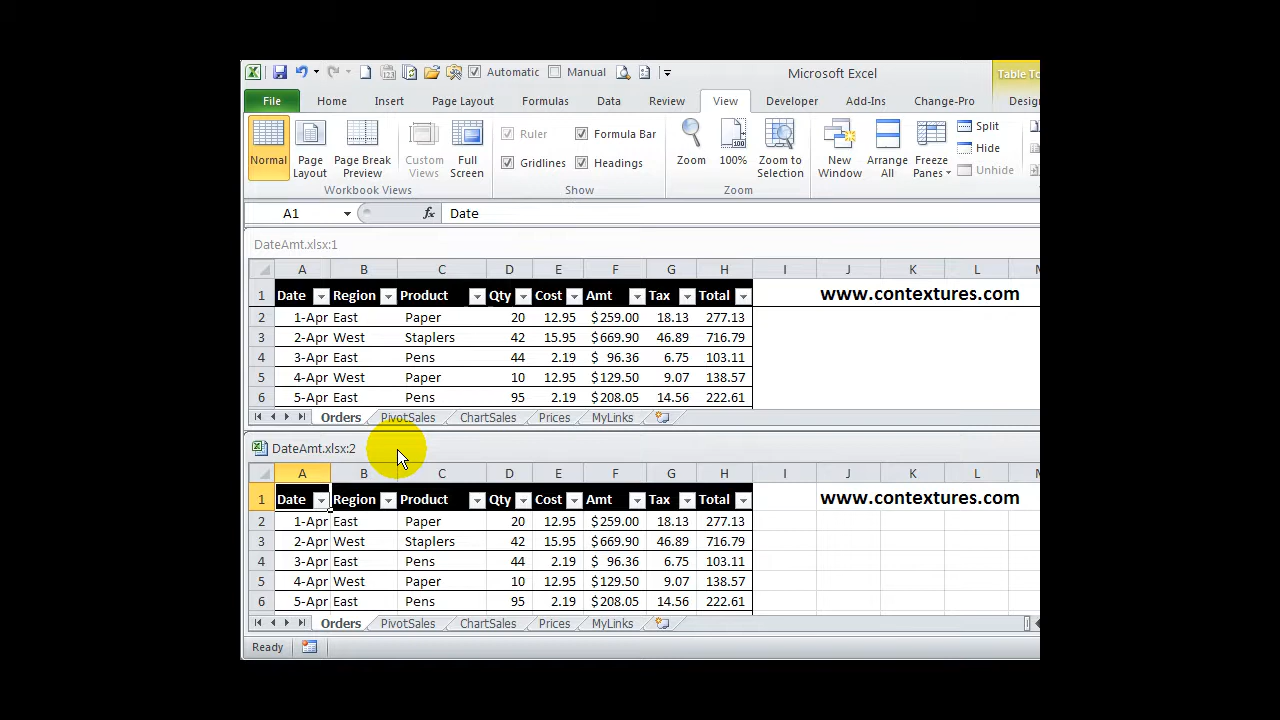 Automatic Manual Microsoft Excel Table To
File Home Insert Page Layout Formulas Data Review View Developer Add-Ins Change-Pro Design
Normal Page Layout Page Break Preview Custom Views Full Screen Ruler Formula Bar Gridlines Headings Zoom 100% Zoom to Selection New Window Arrange All Freeze Panes Split Hide Unhide
Workbook Views Show Zoom
A1 fx Date
DateAmt.xlsx:1
A B C D E F G H I J K L M
1 Date Region Product Qty Cost Amt Tax Total www.contextures.com
2 1-Apr East Paper 20 12.95 $259.00 18.13 277.13
3 2-Apr West Staplers 42 15.95 $669.90 46.89 716.79
4 3-Apr East Pens 44 2.19 $ 96.36 6.75 103.11
5 4-Apr West Paper 10 12.95 $129.50 9.07 138.57
6 5-Apr East Pens 95 2.19 $208.05 14.56 222.61
Orders PivotSales ChartSales Prices MyLinks
DateAmt.xlsx:2
A B C D E F G H I J K L M
1 Date Region Product Qty Cost Amt Tax Total www.contextures.com
2 1-Apr East Paper 20 12.95 $259.00 18.13 277.13
3 2-Apr West Staplers 42 15.95 $669.90 46.89 716.79
4 3-Apr East Pens 44 2.19 $ 96.36 6.75 103.11
5 4-Apr West Paper 10 12.95 $129.50 9.07 138.57
6 5-Apr East Pens 95 2.19 $208.05 14.56 222.61
Orders PivotSales ChartSales Prices MyLinks
Ready